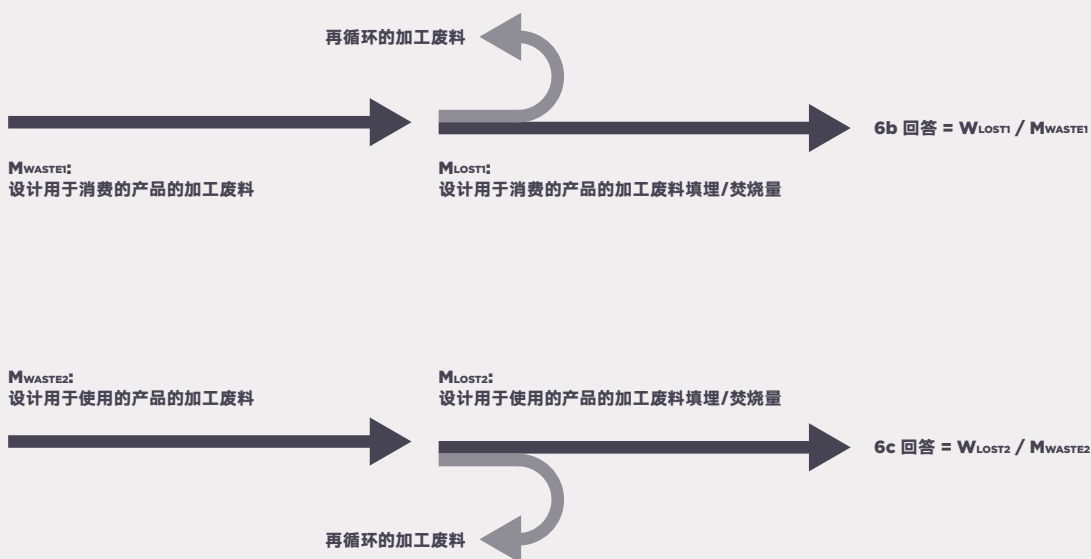 再循环的加工废料
6b 回答 = WLOST1 / MWASTE1
MWASTE1:
设计用于消费的产品的加工废料
MLOST1:
设计用于消费的产品的加工废料填埋/焚烧量
MWASTE2:
设计用于使用的产品的加工废料
MLOST2:
设计用于使用的产品的加工废料填埋/焚烧量
6c 回答 = WLOST2 / MWASTE2
再循环的加工废料